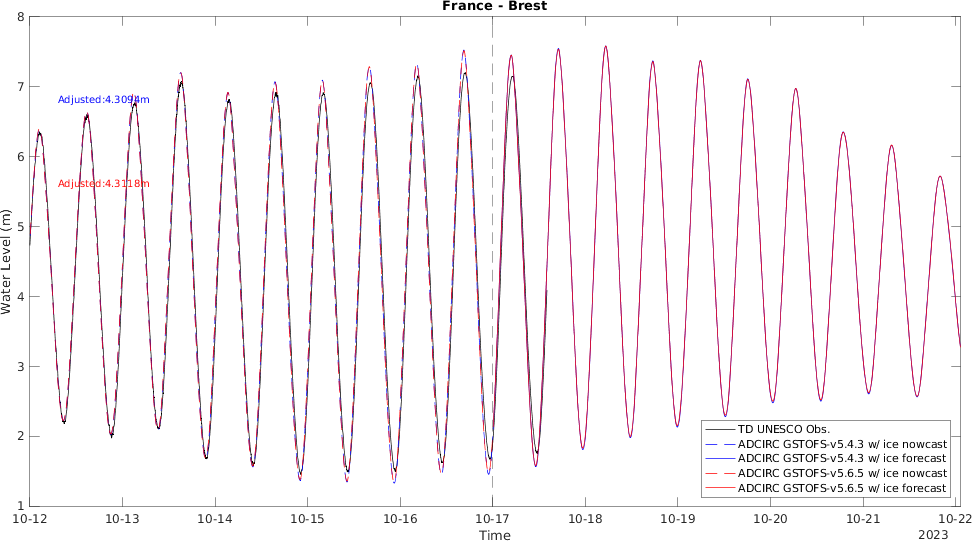 France - Brest
8
7
6
5
4
3
2
1
Water Level (m)
Adjusted:4.3094m
Adjusted:4.3118m
TD UNESCO Obs.
ADCIRC GSTOFS-v5.4.3 w/ ice nowcast
ADCIRC GSTOFS-v5.4.3 w/ ice forecast
ADCIRC GSTOFS-v5.6.5 w/ ice nowcast
ADCIRC GSTOFS-v5.6.5 w/ ice forecast
10-12 10-13 10-14 10-15 10-16 10-17 10-18 10-19 10-20 10-21 10-22
Time
2023